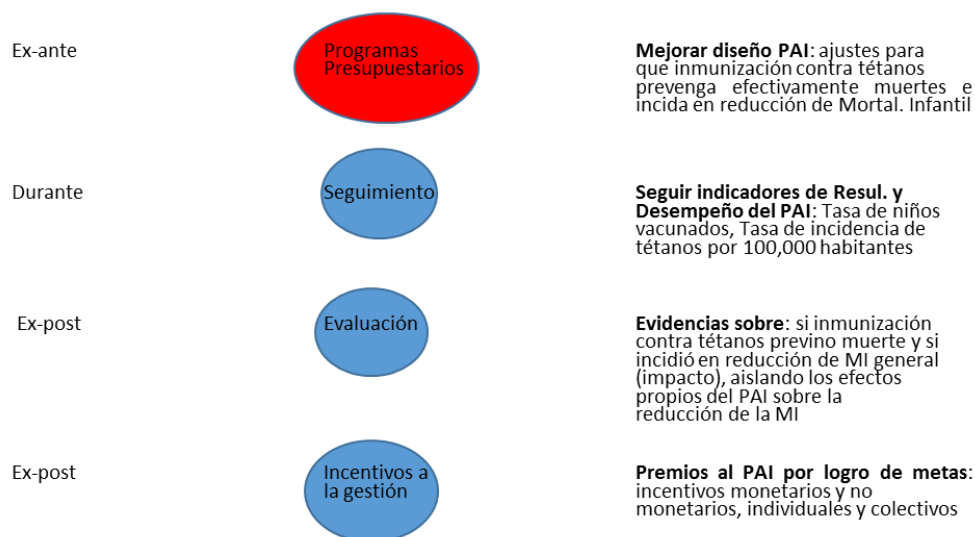 Ex-ante
Programas
Presupuestarios
Mejorar diseño PAI: ajustes para
que inmunización contra tétanos
prevenga efectivamente muertes e
incida en reducción de Mortal. Infantil
Durante
Seguimiento
Seguir indicadores de Resul. y
Desempeño del PAI: Tasa de niños
vacunados, Tasa de incidencia de
tétanos por 100,000 habitantes
Ex-post
Evaluación
Evidencias sobre: si inmunización
contra tétanos previno muerte y si
incidió en reducción de MI general
(impacto), aislando los efectos
propios del PAI sobre la
reducción de la MI
Ex-post
Incentivos a
la gestión
Premios al PAI por logro de metas:
incentivos monetarios y no
monetarios, individuales y colectivos